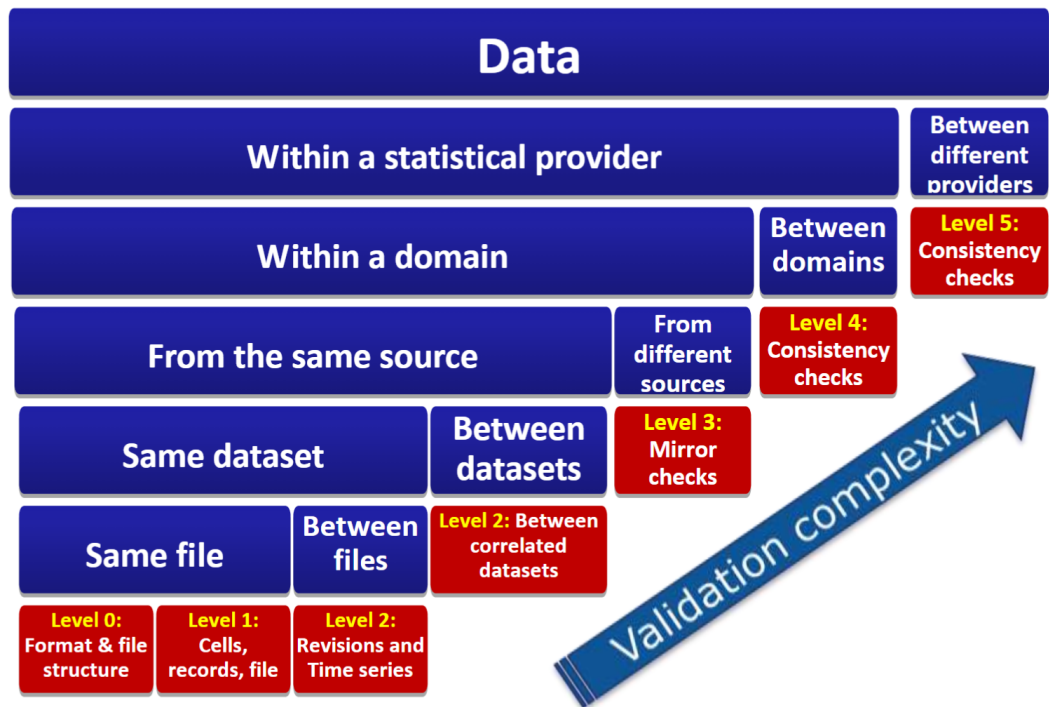 Data
Within a statistical provider
Between
different
providers
Within a domain
Between
domains
Level 5:
Consistency
checks
From the same source
From
different
sources
Level 4:
Consistency
checks
Same dataset
Between
datasets
Level 3:
Mirror
checks
Same file
Between
files
Level 2: Between
correlated
datasets
Level 0:
Format & file
structure
Level 1:
Cells,
records, file
Level 2:
Revisions and
Time series
Validation complexity